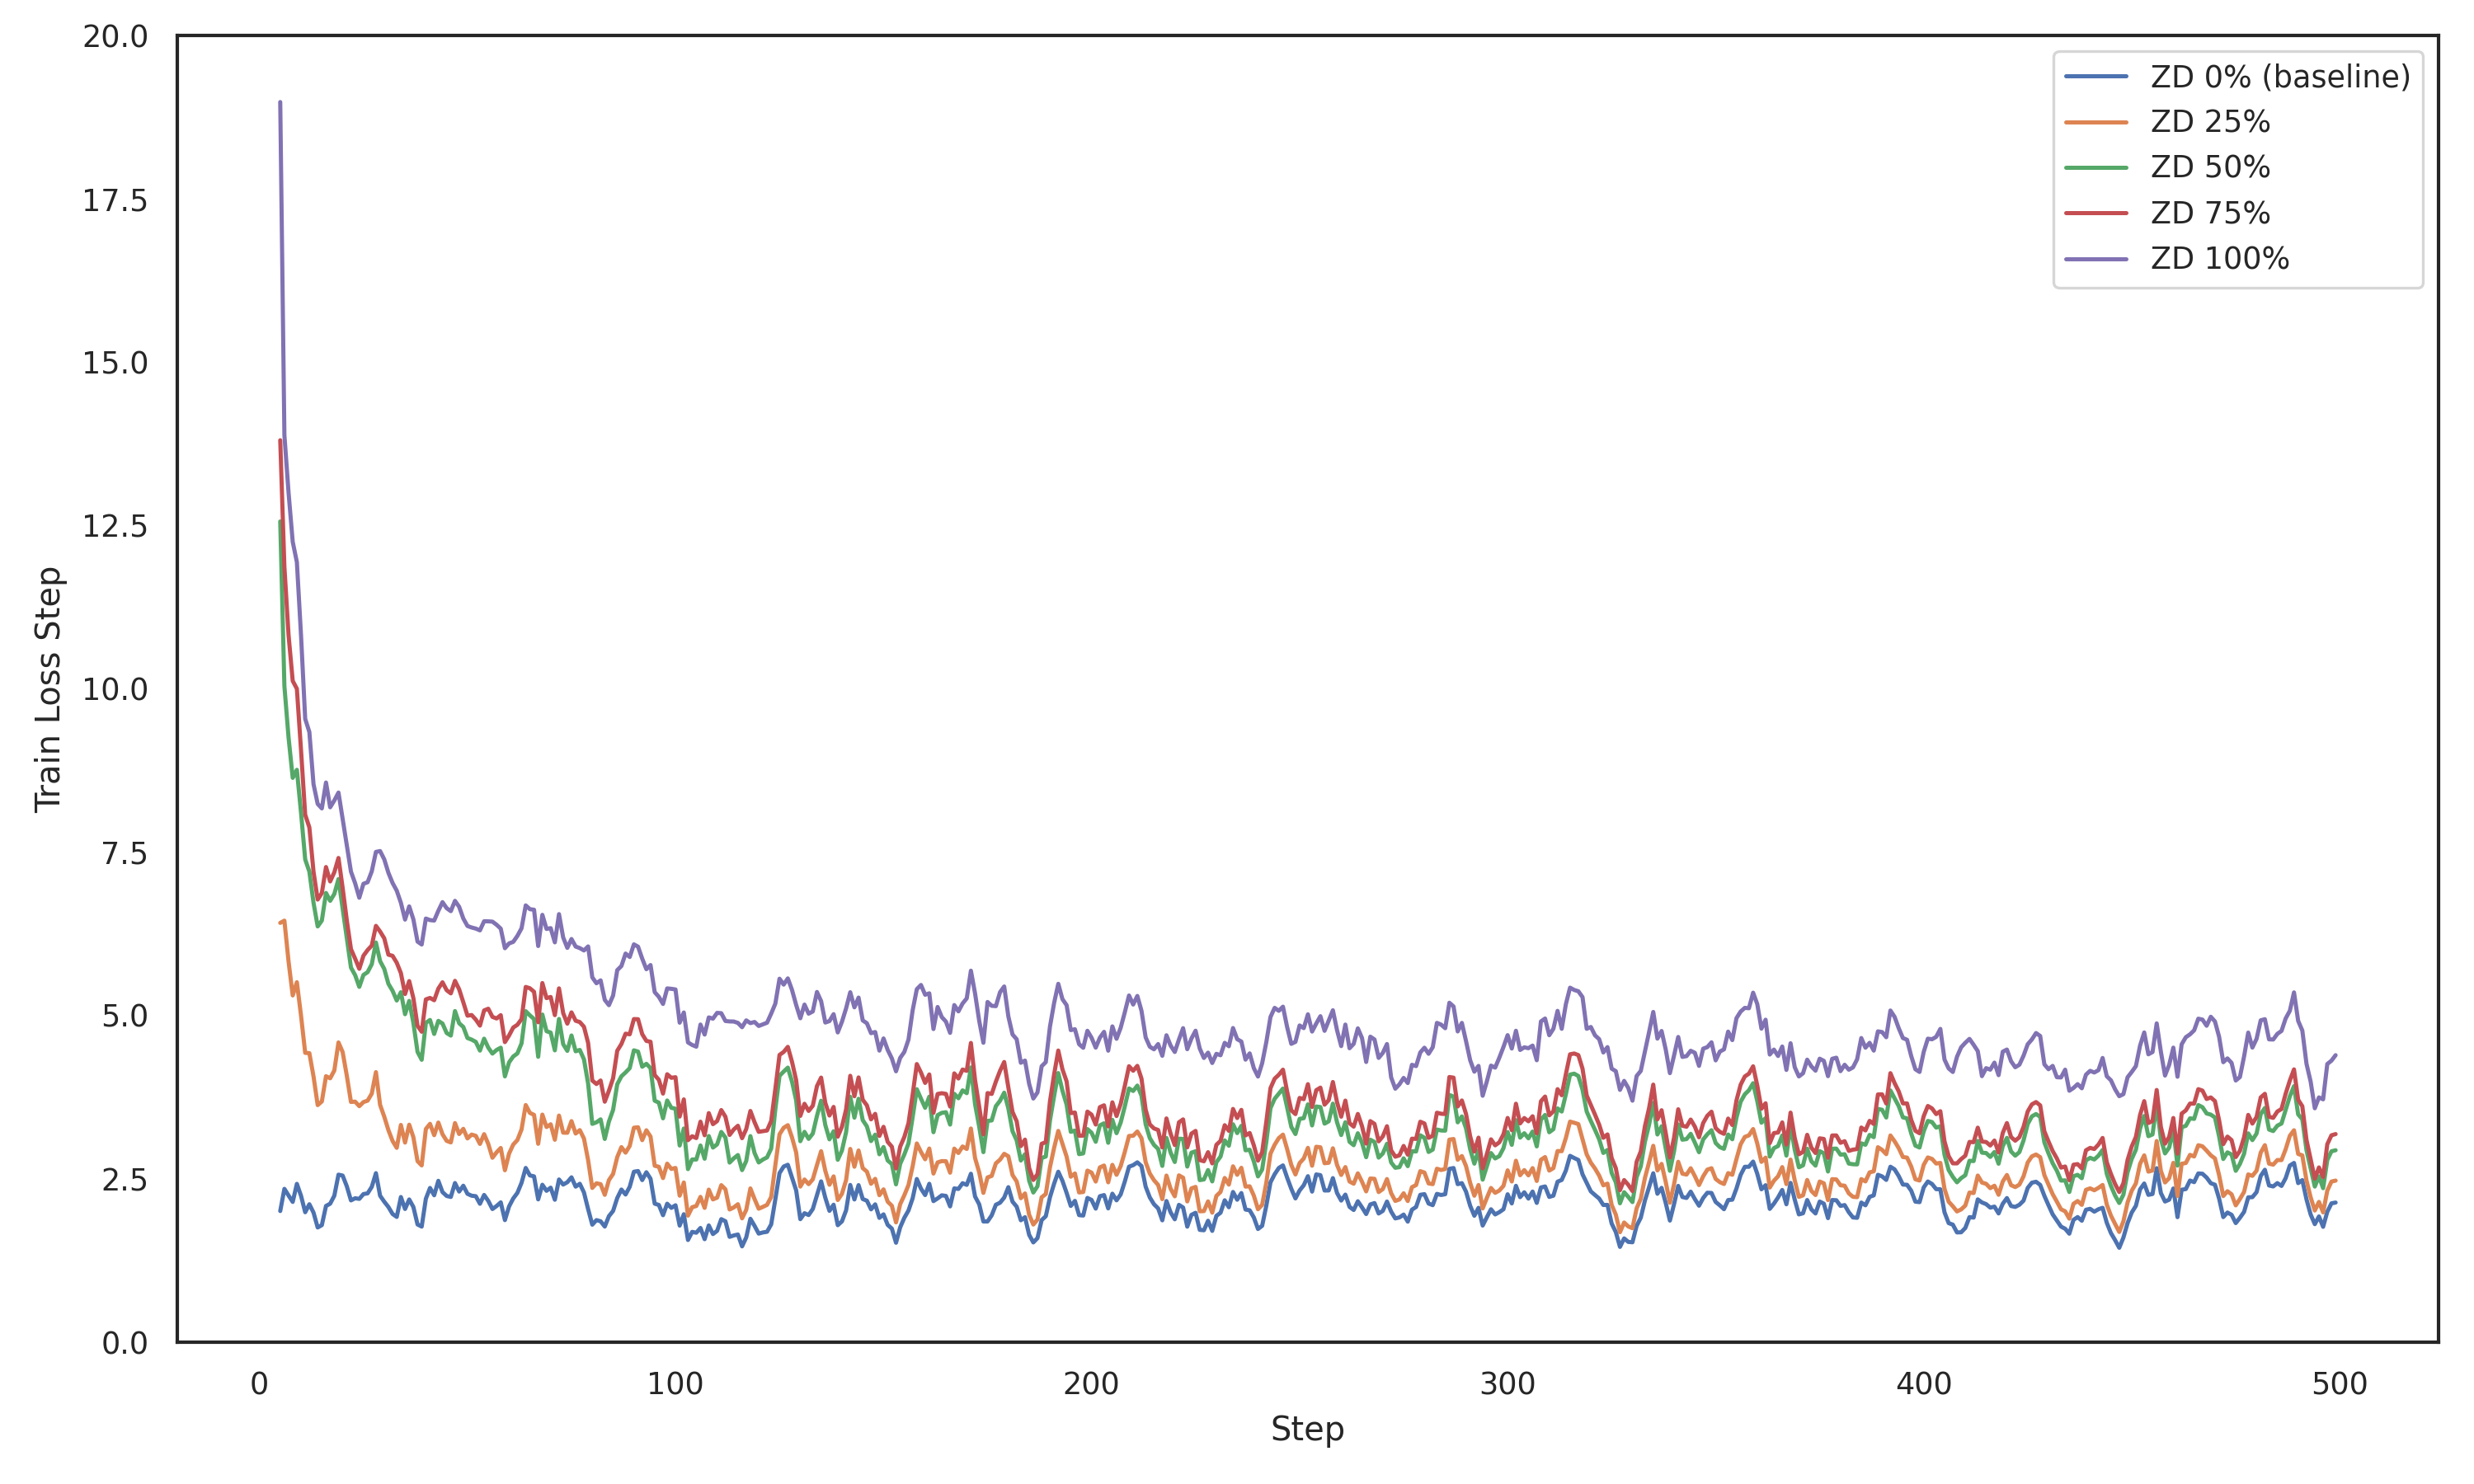 20.0
17.5
15.0
12.5
10.0
7.5
5.0
2.5
0.0
Train Loss Step
ZD 0% (baseline)
ZD 25%
ZD 50%
ZD 75%
ZD 100%
0 100 200 300 400 500
Step